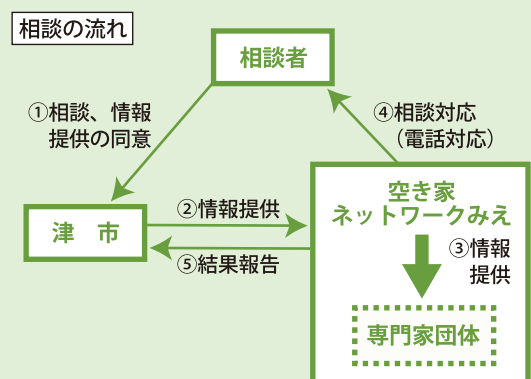 相談の流れ
相談者
①相談、情報
提供の同意
④相談対応
（電話対応）
空き家
ネットワークみえ
津　市
②情報提供
③情報
提供
⑤結果報告
専門家団体